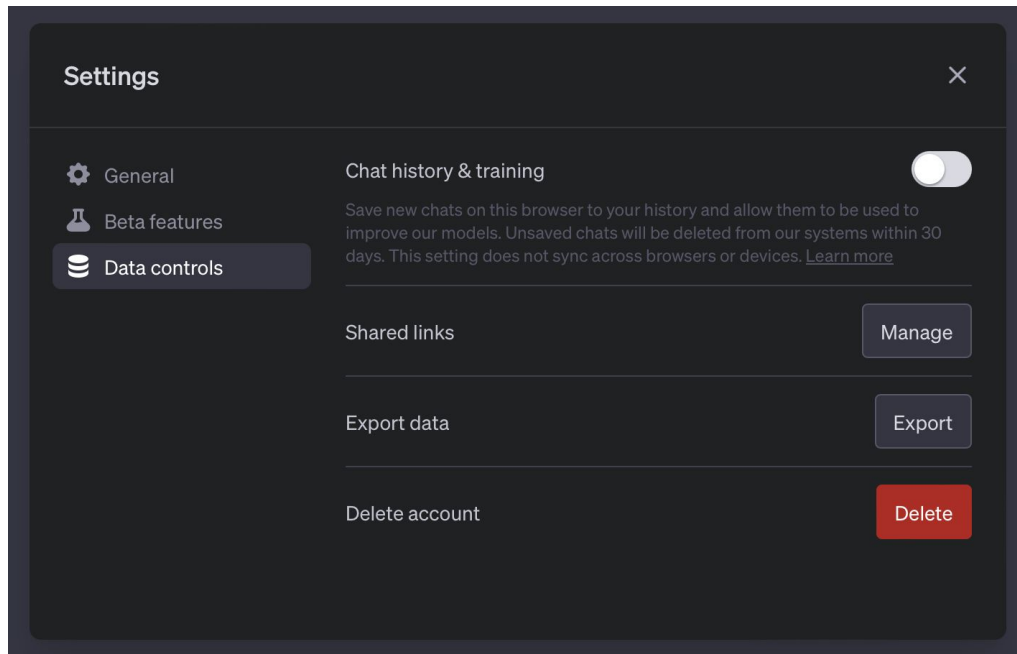 Settings
General
Beta features
Data controls
Chat history & training
Save new chats on this browser to your history and allow them to be used to
improve our models. Unsaved chats will be deleted from our systems within 30
days. This setting does not sync across browsers or devices. Learn more
Shared links
Manage
Export data
Export
Delete account
Delete